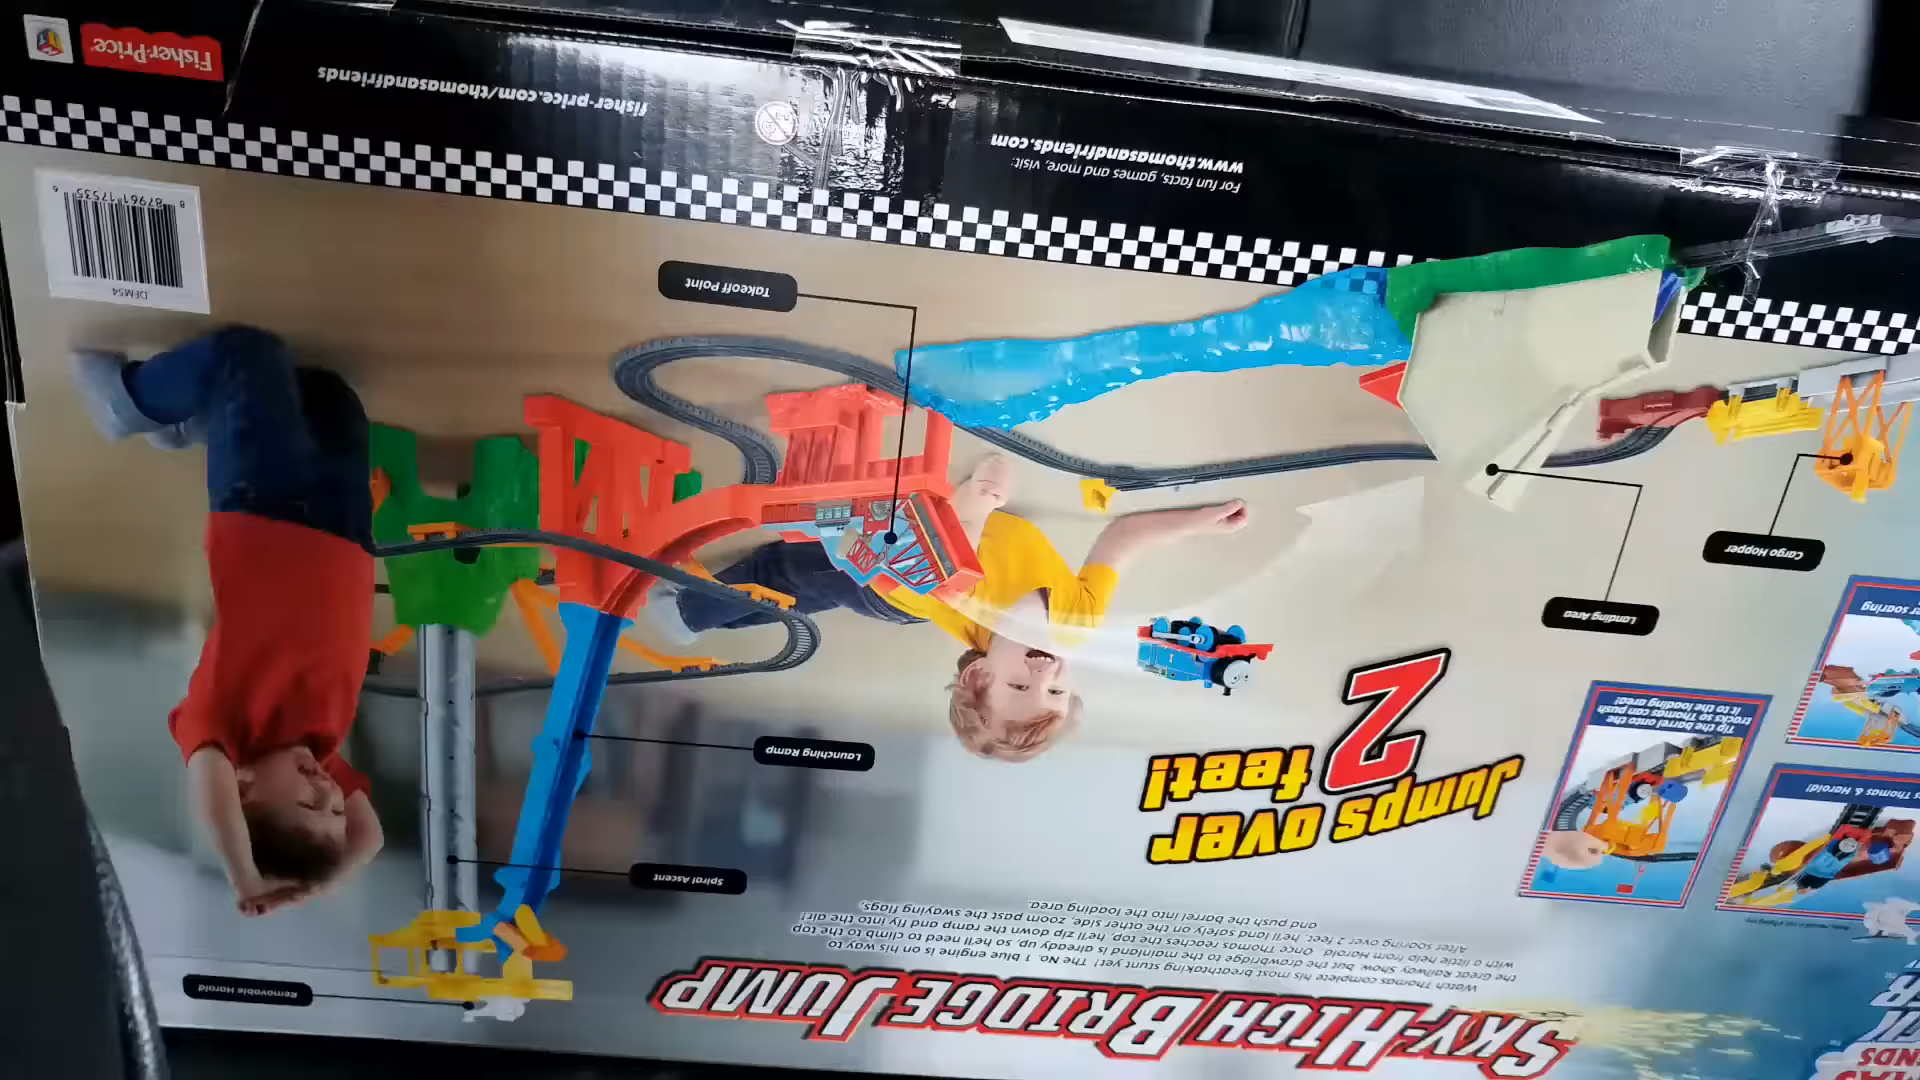 SKY-HIGH BRIDGE JUMP
Watch Thomas complete his most breathtaking stunt yet! The No. 1 blue engine is on his way to
the Great Railway Show, but the drawbridge to the mainland is already up, so he'll need to climb to the top
with a little help from Harold. Once Thomas reaches the top, he'll zip down the ramp and fly into the air!
After soaring over 2 feet, he'll land safely on the other side, zoom past the swaying flags,
and push the barrel into the loading area.
Jumps over
2
feet!
Removable Harold
Spiral Ascent
Launching Ramp
Takeoff Point
Landing Area
Cargo Hopper
Tip the barrel onto the
tracks so Thomas can push
it to the loading area!
Thomas & Harold!
soaring
For fun facts, games and more, visit:
www.thomasandfriends.com
fisher-price.com/thomasandfriends
Fisher-Price
DFM54
8 87961 17535 6